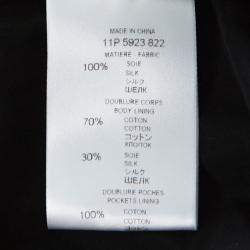 MADE IN CHINA
11P 5923 822
MATIERE - FABRIC
100% SOIE
SILK
シルク
ШЕЛК
DOUBLURE CORPS
BODY LINING
70% COTON
COTTON
コットン
ХЛОПОК
30% SOIE
SILK
シルク
ШЕЛК
DOUBLURE POCHES
POCKETS LINING
100% COTON
COTTON